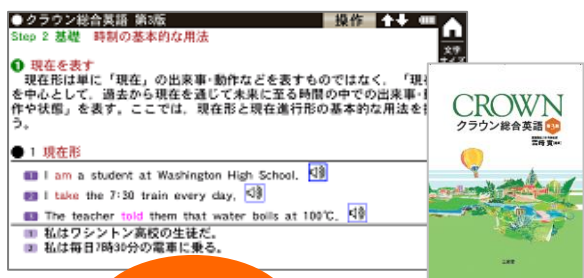 ●クラウン総合英語 第3版
操作
文字
サイズ
Step 2 基礎 時制の基本的な用法
❶ 現在を表す
現在形は単に「現在」の出来事・動作などを表すものではなく，「現
を中心として，過去から現在を通じて未来に至る時間の中での出来事・
作や状態」を表す。ここでは，現在形と現在進行形の基本的な用法を
う。
● 1 現在形
1 I am a student at Washington High School.
2 I take the 7:30 train every day.
3 The teacher told them that water boils at 100℃.
1 私はワシントン高校の生徒だ。
2 私は毎日7時30分の電車に乗る。
CROWN
クラウン総合英語
三省堂